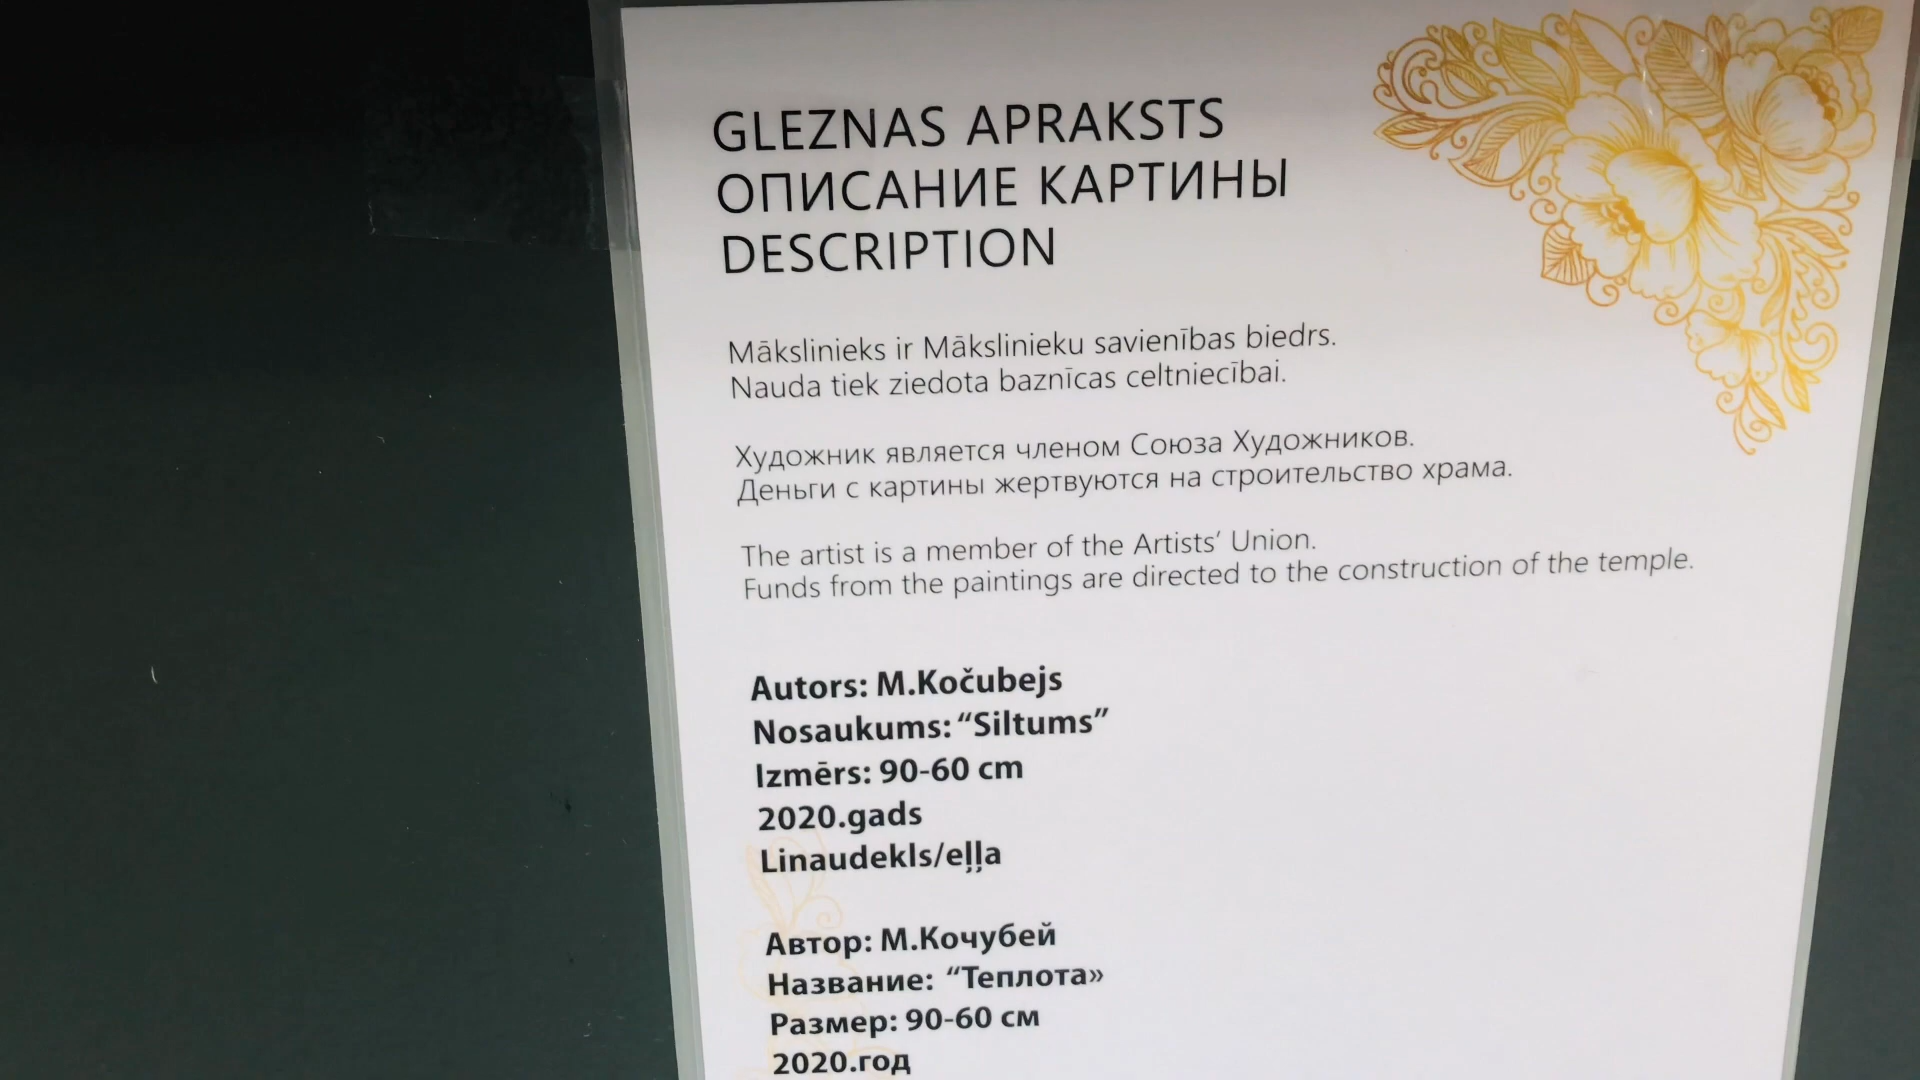 GLEZNAS APRAKSTS
ОПИСАНИЕ КАРТИНЫ
DESCRIPTION
Mākslinieks ir Mākslinieku savienības biedrs.
Nauda tiek ziedota baznīcas celtniecībai.
Художник является членом Союза Художников.
Деньги с картины жертвуются на строительство храма.
The artist is a member of the Artists’ Union.
Funds from the paintings are directed to the construction of the temple.
Autors: M.Kočubejs
Nosaukums: “Siltums”
Izmērs: 90-60 cm
2020.gads
Linaudekls/eļļa
Автор: М.Кочубей
Название: “Теплота»
Размер: 90-60 см
2020.год